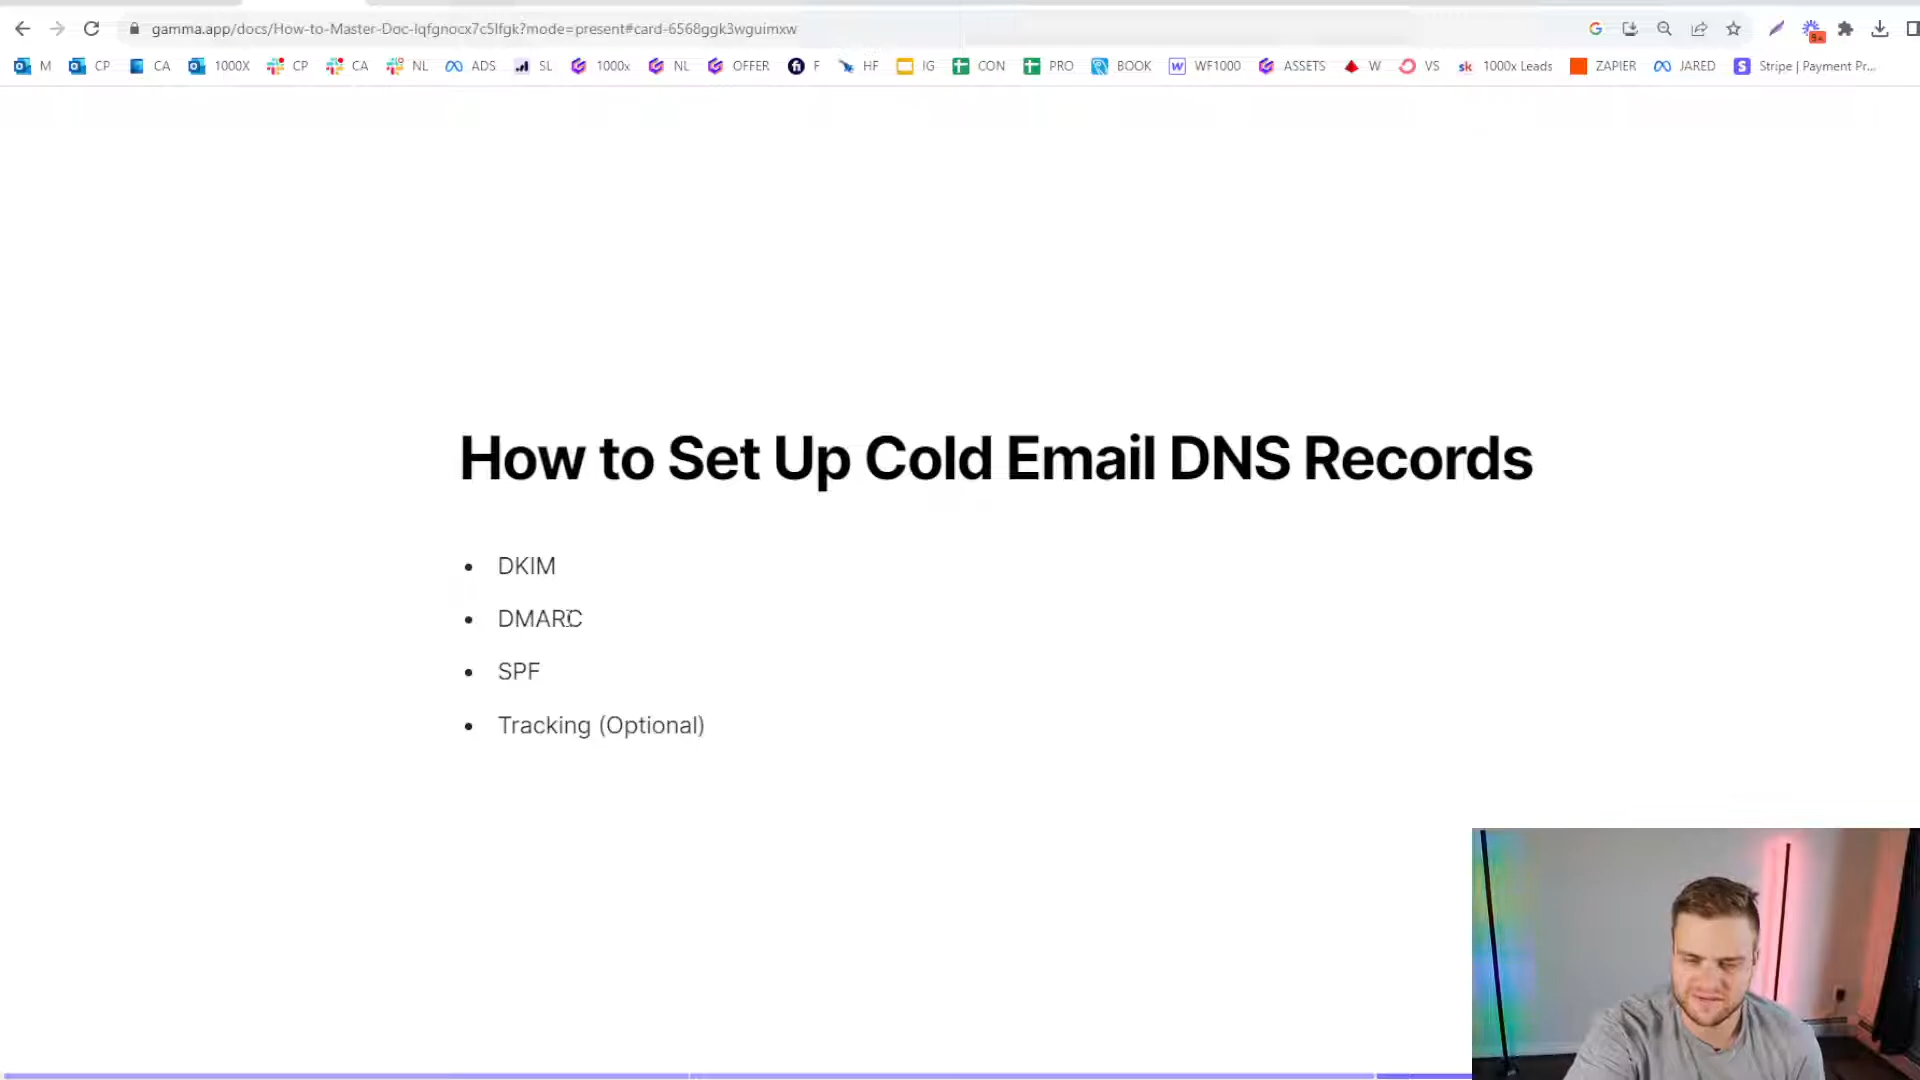 gamma.app/docs/How-to-Master-Doc-lqfgnocx7c5lfgk?mode=present#card-6568ggk3wguimxw
M CP CA 1000X CP CA NL ADS SL 1000x NL OFFER F HF IG CON PRO BOOK WF1000 ASSETS W VS sk 1000x Leads ZAPIER JARED Stripe | Payment Pr...
How to Set Up Cold Email DNS Records
• DKIM
• DMARC
• SPF
• Tracking (Optional)